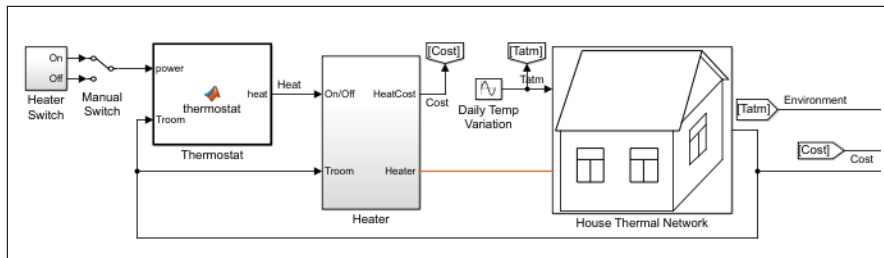 On
Off
Heater
Switch
Manual
Switch
power
thermostat
heat
Troom
Thermostat
Heat
On/Off
HeatCost
Troom
Heater
Heater
[Cost]
Cost
[Tatm]
Tatm
Daily Temp
Variation
House Thermal Network
[Tatm]
Environment
[Cost]
Cost